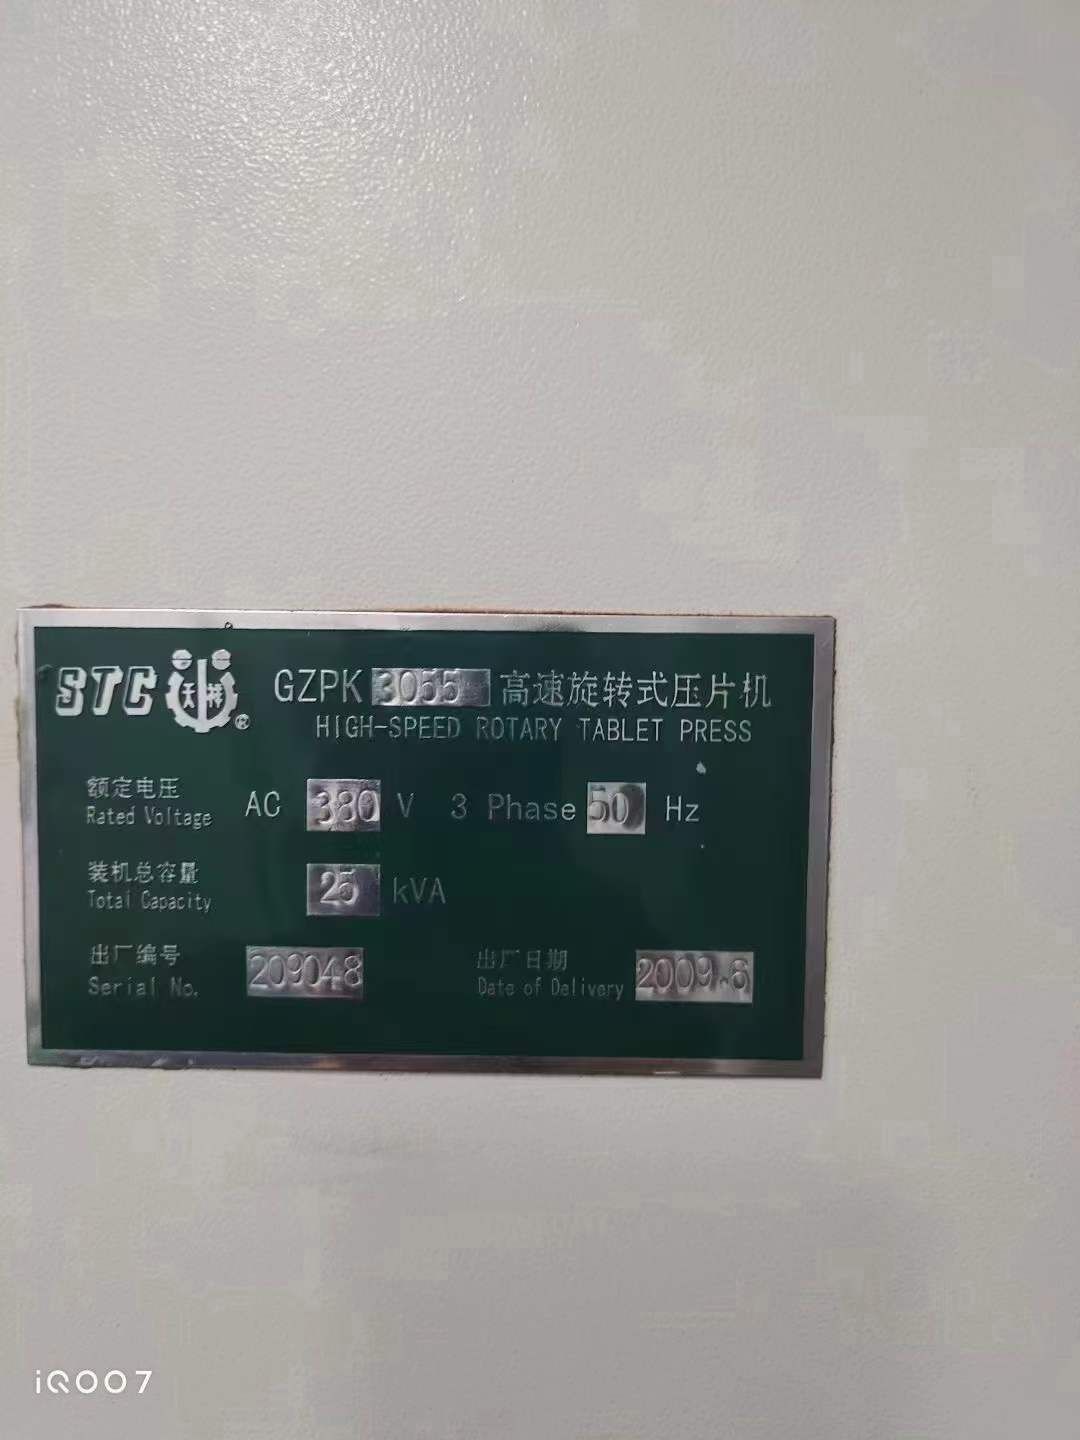 STC 天祥 ® GZPK 3055 高速旋转式压片机
HIGH-SPEED ROTARY TABLET PRESS
额定电压
Rated Voltage AC 380 V 3 Phase 50 Hz
装机总容量
Total Capacity 25 kVA
出厂编号 出厂日期
Serial No. 209048 Date of Delivery 2009.6
iQOO7